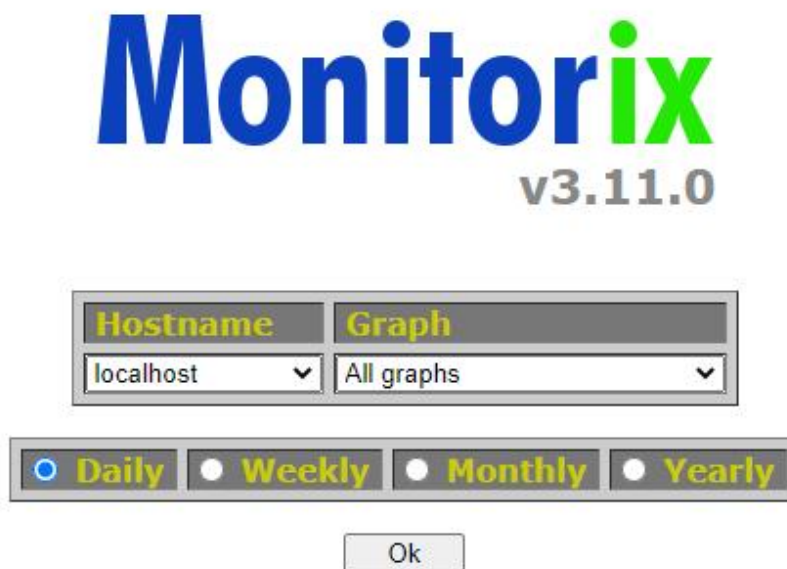 Monitorix
v3.11.0
Hostname Graph
localhost All graphs
Daily Weekly Monthly Yearly
Ok